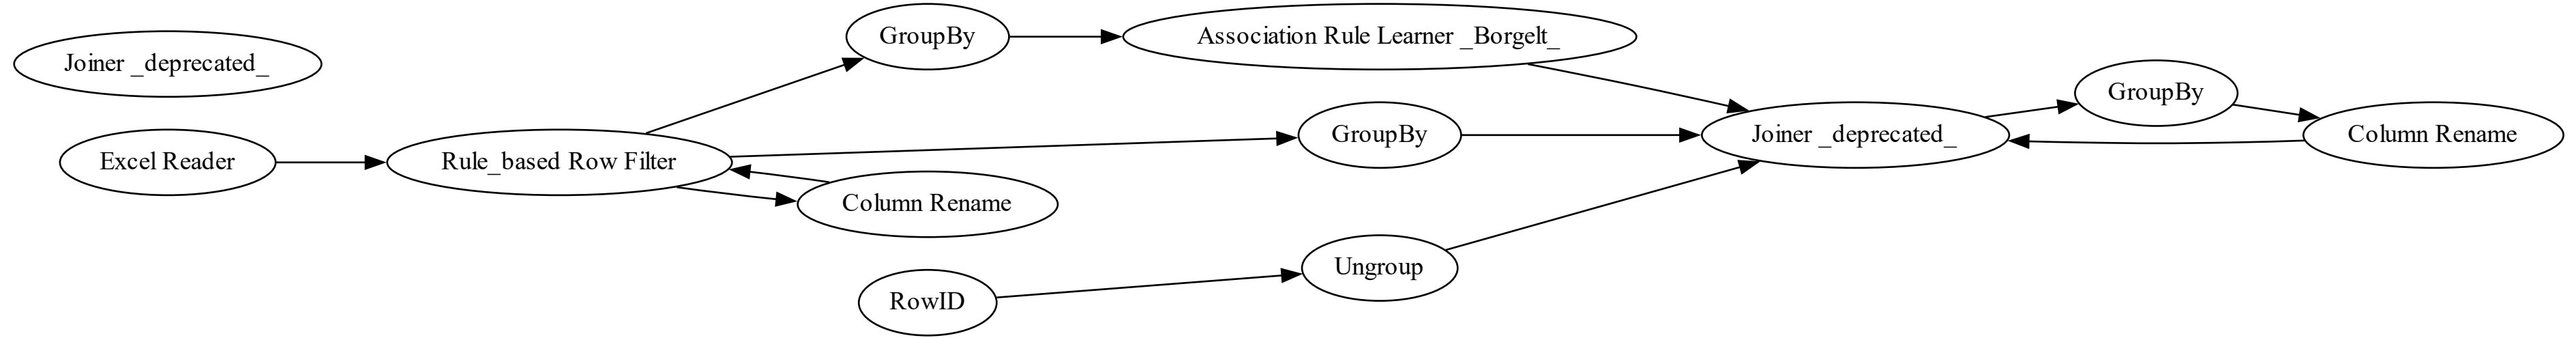 Joiner _deprecated_
Excel Reader
Rule_based Row Filter
GroupBy
Association Rule Learner _Borgelt_
GroupBy
Column Rename
RowID
Ungroup
Joiner _deprecated_
GroupBy
Column Rename